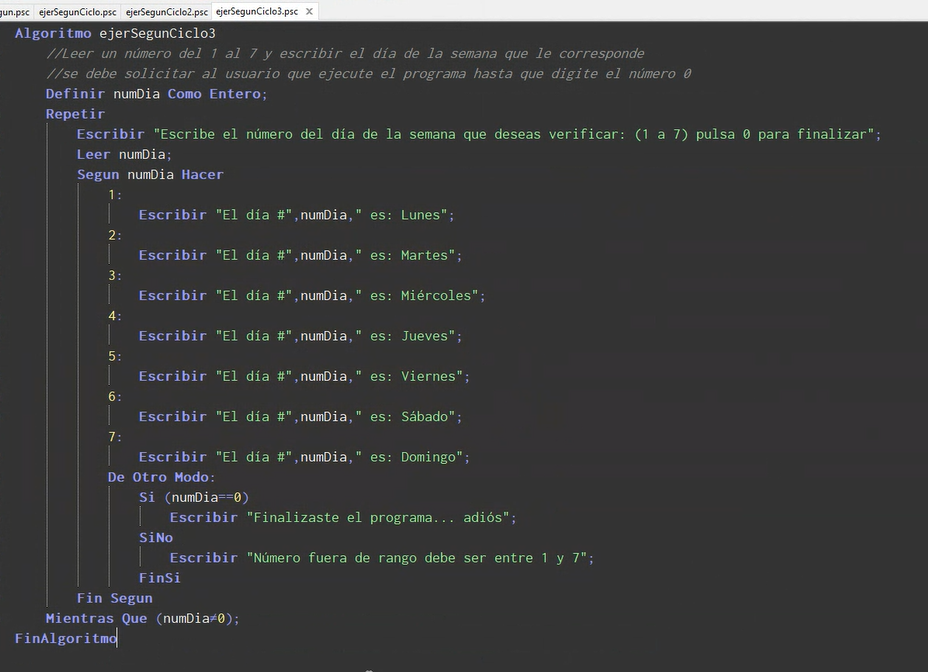 gun.psc ejerSegunCiclo.psc ejerSegunCiclo2.psc ejerSegunCiclo3.psc X
Algoritmo ejerSegunCiclo3
//Leer un número del 1 al 7 y escribir el día de la semana que le corresponde
//se debe solicitar al usuario que ejecute el programa hasta que digite el número 0
Definir numDia Como Entero;
Repetir
Escribir "Escribe el número del día de la semana que deseas verificar: (1 a 7) pulsa 0 para finalizar";
Leer numDia;
Segun numDia Hacer
1:
Escribir "El día #",numDia," es: Lunes";
2:
Escribir "El día #",numDia," es: Martes";
3:
Escribir "El día #",numDia," es: Miércoles";
4:
Escribir "El día #",numDia," es: Jueves";
5:
Escribir "El día #",numDia," es: Viernes";
6:
Escribir "El día #",numDia," es: Sábado";
7:
Escribir "El día #",numDia," es: Domingo";
De Otro Modo:
Si (numDia==0)
Escribir "Finalizaste el programa... adiós";
SiNo
Escribir "Número fuera de rango debe ser entre 1 y 7";
FinSi
Fin Segun
Mientras Que (numDia≠0);
FinAlgoritmo